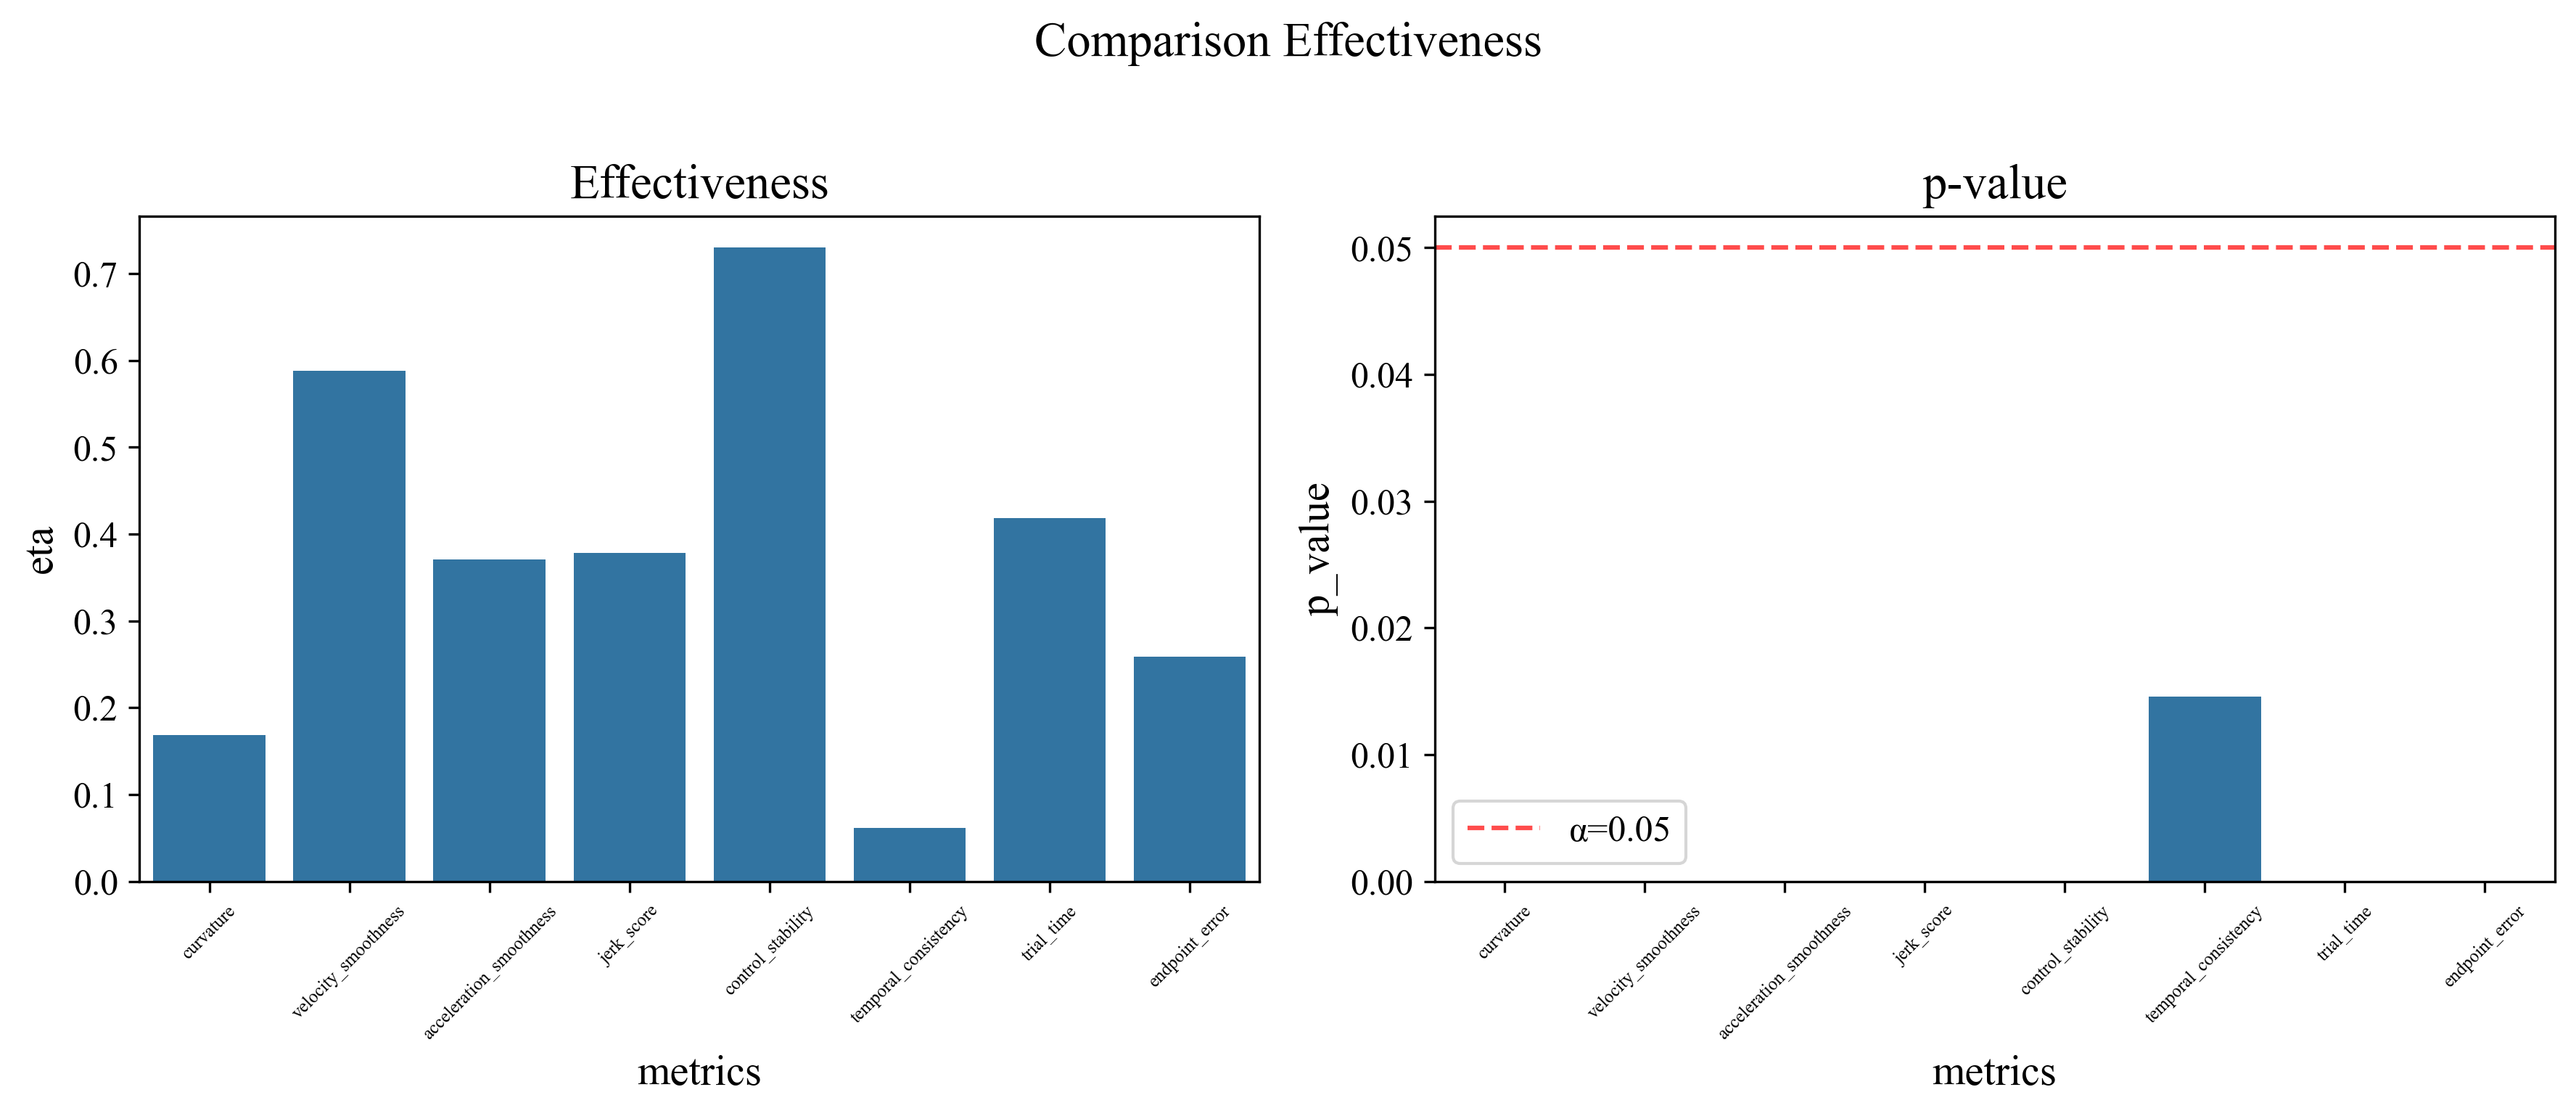 Comparison Effectiveness
Effectiveness
eta
0.7
0.6
0.5
0.4
0.3
0.2
0.1
0.0
curvature
velocity_smoothness
acceleration_smoothness
jerk_score
control_stability
temporal_consistency
trial_time
endpoint_error
metrics
p-value
p_value
0.05
0.04
0.03
0.02
0.01
0.00
α=0.05
curvature
velocity_smoothness
acceleration_smoothness
jerk_score
control_stability
temporal_consistency
trial_time
endpoint_error
metrics